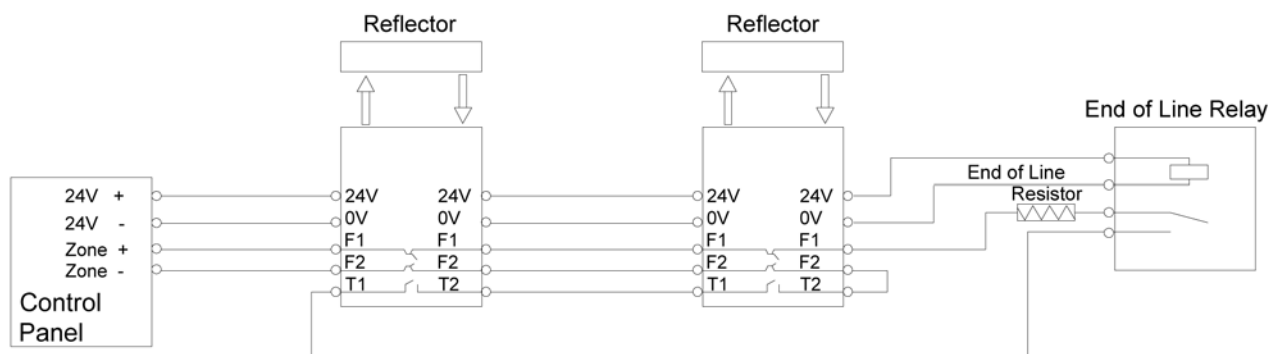 Reflector
Reflector
End of Line Relay
24V +
24V -
Zone +
Zone -
Control
Panel
24V 24V
0V 0V
F1 F1
F2 F2
T1 T2
24V 24V
0V 0V
F1 F1
F2 F2
T1 T2
End of Line
Resistor